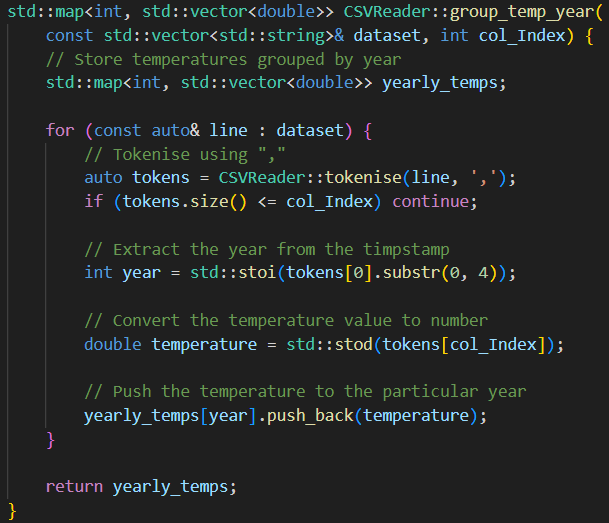 std::map<int, std::vector<double>> CSVReader::group_temp_year(
    const std::vector<std::string>& dataset, int col_Index) {
    // Store temperatures grouped by year
    std::map<int, std::vector<double>> yearly_temps;

    for (const auto& line : dataset) {
        // Tokenise using ","
        auto tokens = CSVReader::tokenise(line, ',');
        if (tokens.size() <= col_Index) continue;

        // Extract the year from the timpstamp
        int year = std::stoi(tokens[0].substr(0, 4));

        // Convert the temperature value to number
        double temperature = std::stod(tokens[col_Index]);

        // Push the temperature to the particular year
        yearly_temps[year].push_back(temperature);
    }

    return yearly_temps;
}